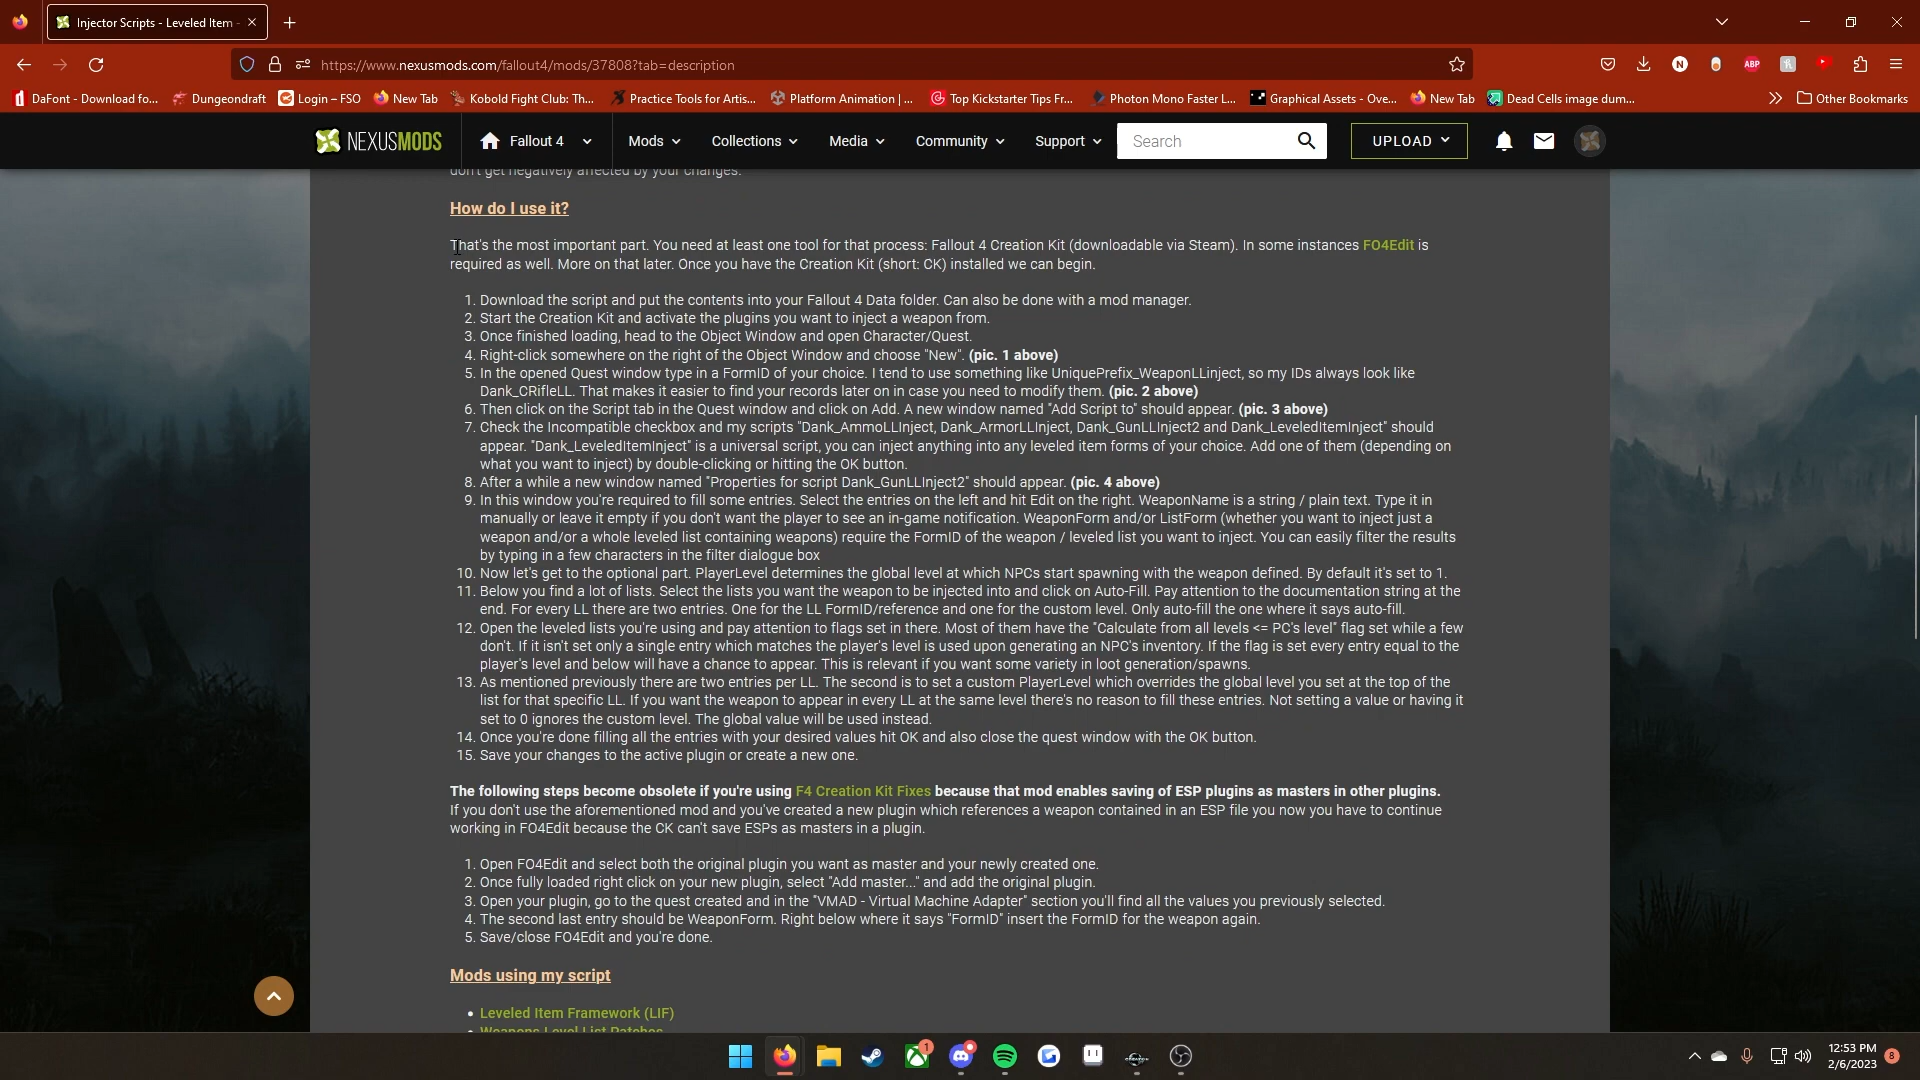 Injector Scripts - Leveled Item -
https://www.nexusmods.com/fallout4/mods/37808?tab=description
N
ABP
DaFont - Download fo...
Dungeondraft
Login – FSO
New Tab
Kobold Fight Club: Th...
Practice Tools for Artis...
Platform Animation | ...
Top Kickstarter Tips Fr...
Photon Mono Faster L...
Graphical Assets - Ove...
New Tab
Dead Cells image dum...
Other Bookmarks
NEXUSMODS
Fallout 4
Mods
Collections
Media
Community
Support
Search
UPLOAD
don't get negatively affected by your changes.
How do I use it?
That's the most important part. You need at least one tool for that process: Fallout 4 Creation Kit (downloadable via Steam). In some instances FO4Edit is
required as well. More on that later. Once you have the Creation Kit (short: CK) installed we can begin.
1. Download the script and put the contents into your Fallout 4 Data folder. Can also be done with a mod manager.
2. Start the Creation Kit and activate the plugins you want to inject a weapon from.
3. Once finished loading, head to the Object Window and open Character/Quest.
4. Right-click somewhere on the right of the Object Window and choose "New". (pic. 1 above)
5. In the opened Quest window type in a FormID of your choice. I tend to use something like UniquePrefix_WeaponLLinject, so my IDs always look like
Dank_CRifleLL. That makes it easier to find your records later on in case you need to modify them. (pic. 2 above)
6. Then click on the Script tab in the Quest window and click on Add. A new window named "Add Script to" should appear. (pic. 3 above)
7. Check the Incompatible checkbox and my scripts "Dank_AmmoLLInject, Dank_ArmorLLInject, Dank_GunLLInject2 and Dank_LeveledItemInject" should
appear. "Dank_LeveledItemInject" is a universal script, you can inject anything into any leveled item forms of your choice. Add one of them (depending on
what you want to inject) by double-clicking or hitting the OK button.
8. After a while a new window named "Properties for script Dank_GunLLInject2" should appear. (pic. 4 above)
9. In this window you're required to fill some entries. Select the entries on the left and hit Edit on the right. WeaponName is a string / plain text. Type it in
manually or leave it empty if you don't want the player to see an in-game notification. WeaponForm and/or ListForm (whether you want to inject just a
weapon and/or a whole leveled list containing weapons) require the FormID of the weapon / leveled list you want to inject. You can easily filter the results
by typing in a few characters in the filter dialogue box
10. Now let's get to the optional part. PlayerLevel determines the global level at which NPCs start spawning with the weapon defined. By default it's set to 1.
11. Below you find a lot of lists. Select the lists you want the weapon to be injected into and click on Auto-Fill. Pay attention to the documentation string at the
end. For every LL there are two entries. One for the LL FormID/reference and one for the custom level. Only auto-fill the one where it says auto-fill.
12. Open the leveled lists you're using and pay attention to flags set in there. Most of them have the "Calculate from all levels <= PC's level" flag set while a few
don't. If it isn't set only a single entry which matches the player's level is used upon generating an NPC's inventory. If the flag is set every entry equal to the
player's level and below will have a chance to appear. This is relevant if you want some variety in loot generation/spawns.
13. As mentioned previously there are two entries per LL. The second is to set a custom PlayerLevel which overrides the global level you set at the top of the
list for that specific LL. If you want the weapon to appear in every LL at the same level there's no reason to fill these entries. Not setting a value or having it
set to 0 ignores the custom level. The global value will be used instead.
14. Once you're done filling all the entries with your desired values hit OK and also close the quest window with the OK button.
15. Save your changes to the active plugin or create a new one.
The following steps become obsolete if you're using F4 Creation Kit Fixes because that mod enables saving of ESP plugins as masters in other plugins.
If you don't use the aforementioned mod and you've created a new plugin which references a weapon contained in an ESP file you now you have to continue
working in FO4Edit because the CK can't save ESPs as masters in a plugin.
1. Open FO4Edit and select both the original plugin you want as master and your newly created one.
2. Once fully loaded right click on your new plugin, select "Add master..." and add the original plugin.
3. Open your plugin, go to the quest created and in the "VMAD - Virtual Machine Adapter" section you'll find all the values you previously selected.
4. The second last entry should be WeaponForm. Right below where it says "FormID" insert the FormID for the weapon again.
5. Save/close FO4Edit and you're done.
Mods using my script
• Leveled Item Framework (LIF)
• Weapons Level List Patches
1
12:53 PM
2/6/2023
8